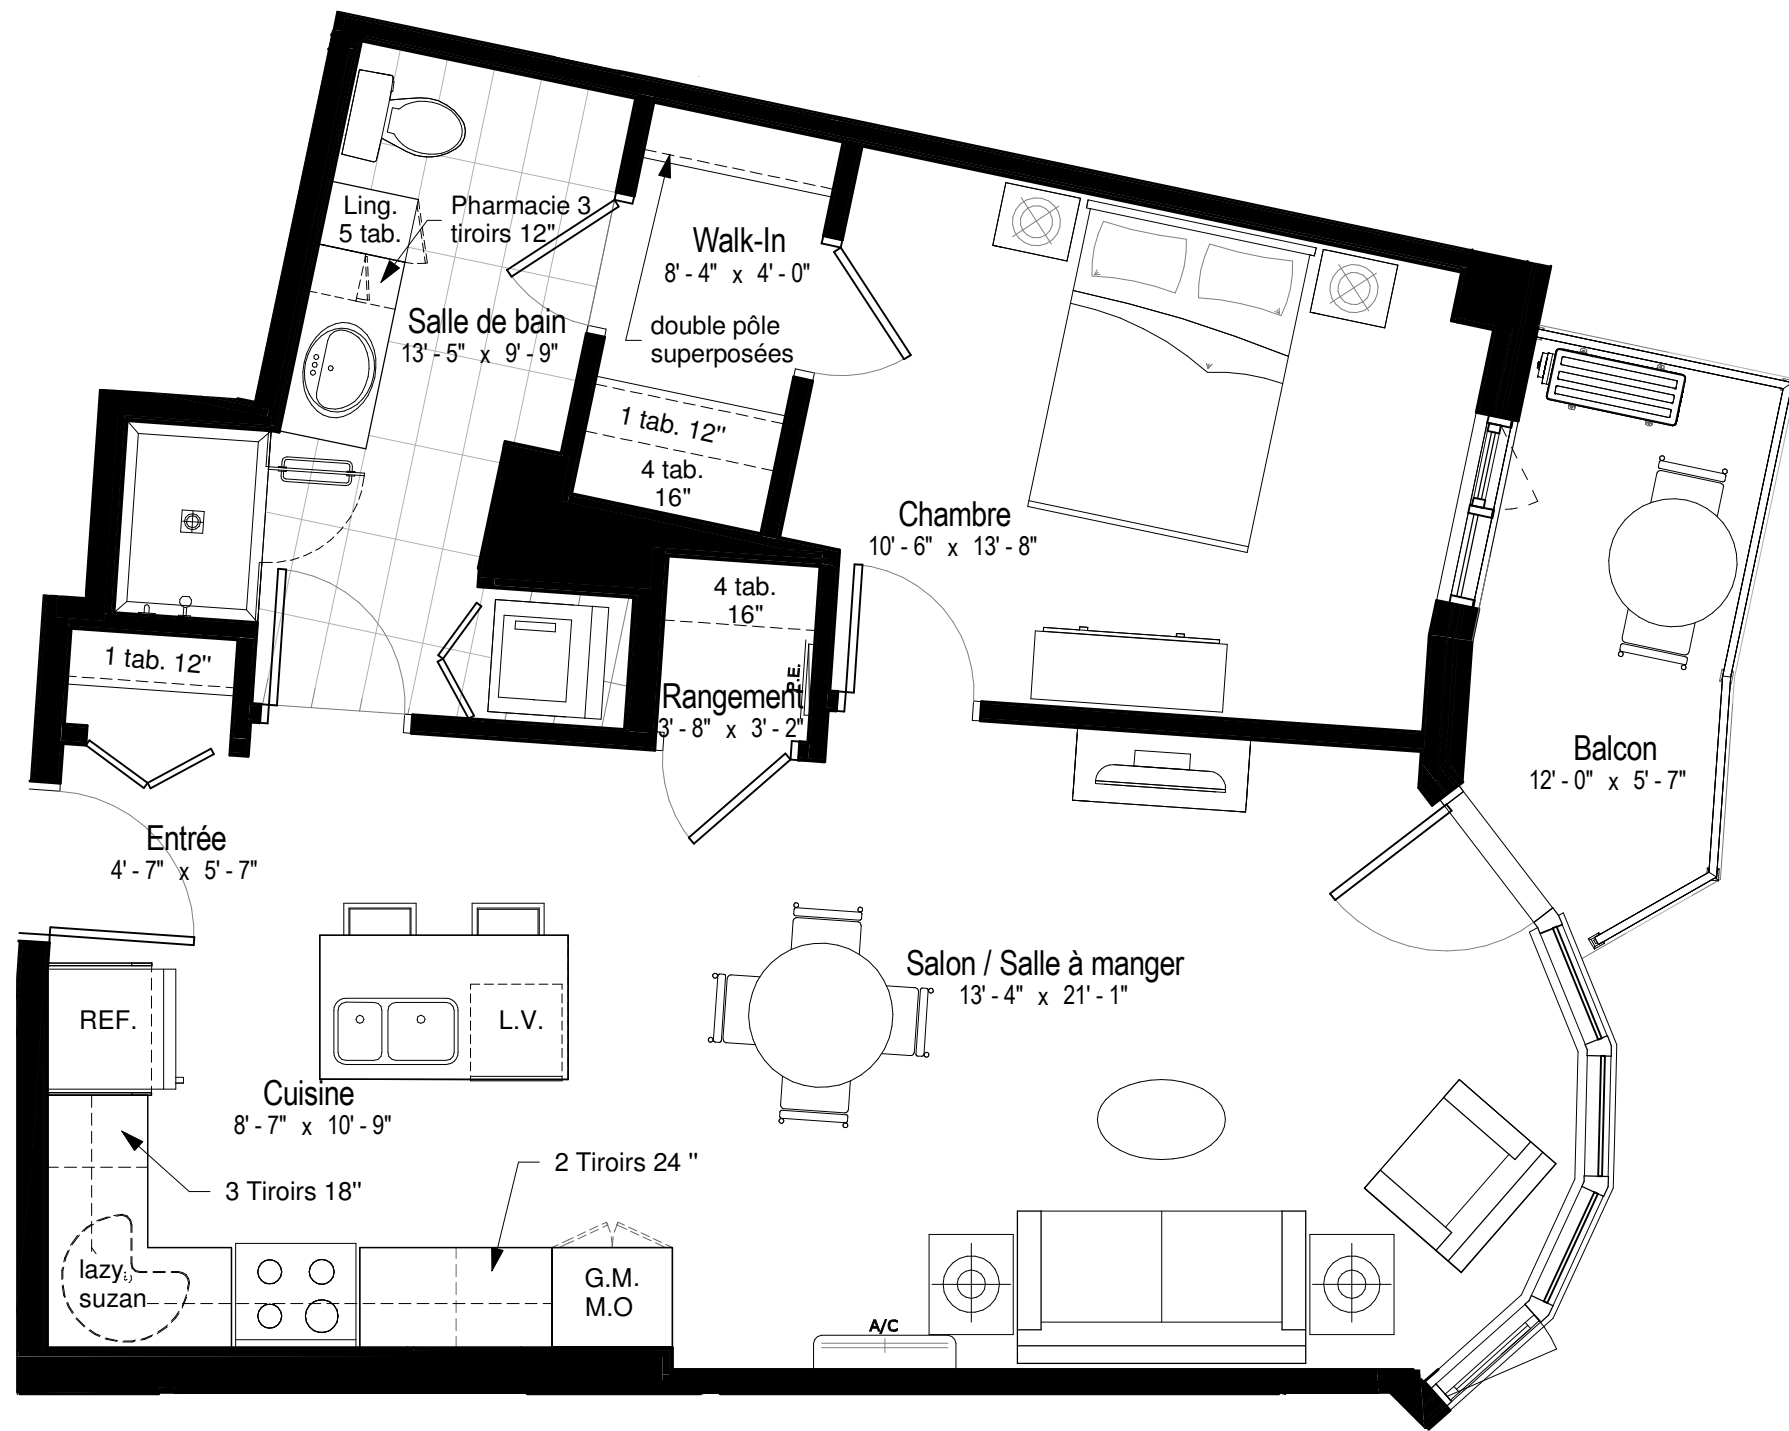 Ling.
5 tab.
Pharmacie 3
tiroirs 12"
Walk-In
8' - 4" x 4' - 0"
double pôle
superposées
Salle de bain
13' - 5" x 9' - 9"
1 tab. 12"
4 tab.
16"
Chambre
10' - 6" x 13' - 8"
4 tab.
16"
1 tab. 12"
P.E.
Rangement
3' - 8" x 3' - 2"
Balcon
12' - 0" x 5' - 7"
Entrée
4' - 7" x 5' - 7"
Salon / Salle à manger
13' - 4" x 21' - 1"
REF.
L.V.
Cuisine
8' - 7" x 10' - 9"
2 Tiroirs 24 "
3 Tiroirs 18"
lazy
suzan
G.M.
M.O
A/C